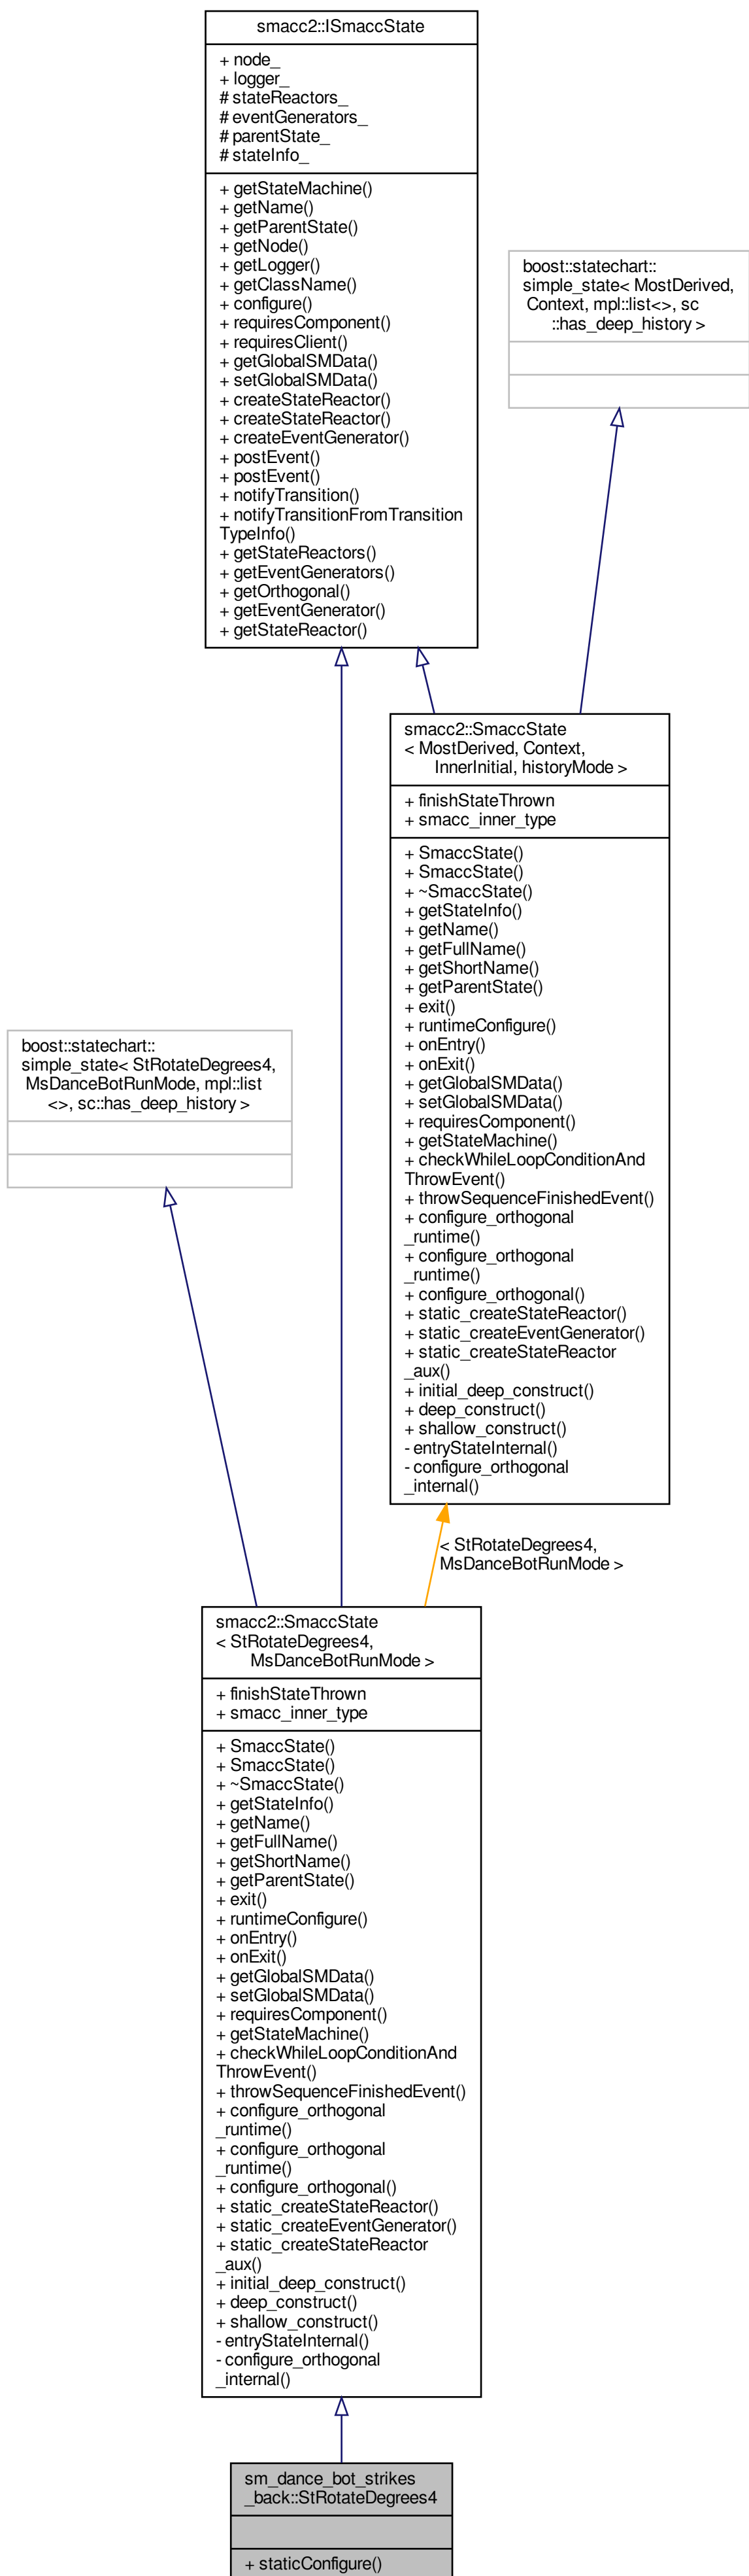 smacc2::ISmaccState
+ node_
+ logger_
# stateReactors_
# eventGenerators_
# parentState_
# stateInfo_
+ getStateMachine()
+ getName()
+ getParentState()
+ getNode()
+ getLogger()
+ getClassName()
+ configure()
+ requiresComponent()
+ requiresClient()
+ getGlobalSMData()
+ setGlobalSMData()
+ createStateReactor()
+ createStateReactor()
+ createEventGenerator()
+ postEvent()
+ postEvent()
+ notifyTransition()
+ notifyTransitionFromTransition
TypeInfo()
+ getStateReactors()
+ getEventGenerators()
+ getOrthogonal()
+ getEventGenerator()
+ getStateReactor()
boost::statechart::
simple_state< MostDerived,
Context, mpl::list<>, sc
::has_deep_history >
smacc2::SmaccState
< MostDerived, Context,
InnerInitial, historyMode >
+ finishStateThrown
+ smacc_inner_type
+ SmaccState()
+ SmaccState()
+ ~SmaccState()
+ getStateInfo()
+ getName()
+ getFullName()
+ getShortName()
+ getParentState()
+ exit()
+ runtimeConfigure()
+ onEntry()
+ onExit()
+ getGlobalSMData()
+ setGlobalSMData()
+ requiresComponent()
+ getStateMachine()
+ checkWhileLoopConditionAnd
ThrowEvent()
+ throwSequenceFinishedEvent()
+ configure_orthogonal
_runtime()
+ configure_orthogonal
_runtime()
+ configure_orthogonal()
+ static_createStateReactor()
+ static_createEventGenerator()
+ static_createStateReactor
_aux()
+ initial_deep_construct()
+ deep_construct()
+ shallow_construct()
- entryStateInternal()
- configure_orthogonal
_internal()
boost::statechart::
simple_state< StRotateDegrees4,
MsDanceBotRunMode, mpl::list
<>, sc::has_deep_history >
< StRotateDegrees4,
MsDanceBotRunMode >
smacc2::SmaccState
< StRotateDegrees4,
MsDanceBotRunMode >
+ finishStateThrown
+ smacc_inner_type
+ SmaccState()
+ SmaccState()
+ ~SmaccState()
+ getStateInfo()
+ getName()
+ getFullName()
+ getShortName()
+ getParentState()
+ exit()
+ runtimeConfigure()
+ onEntry()
+ onExit()
+ getGlobalSMData()
+ setGlobalSMData()
+ requiresComponent()
+ getStateMachine()
+ checkWhileLoopConditionAnd
ThrowEvent()
+ throwSequenceFinishedEvent()
+ configure_orthogonal
_runtime()
+ configure_orthogonal
_runtime()
+ configure_orthogonal()
+ static_createStateReactor()
+ static_createEventGenerator()
+ static_createStateReactor
_aux()
+ initial_deep_construct()
+ deep_construct()
+ shallow_construct()
- entryStateInternal()
- configure_orthogonal
_internal()
sm_dance_bot_strikes
_back::StRotateDegrees4
+ staticConfigure()